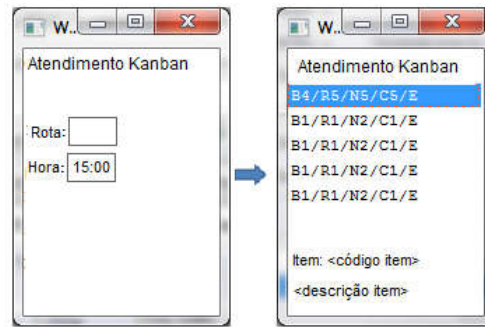 W...
Atendimento Kanban
Rota:
Hora: 15:00
W...
Atendimento Kanban
B4/R5/N5/C5/E
B1/R1/N2/C1/E
B1/R1/N2/C1/E
B1/R1/N2/C1/E
B1/R1/N2/C1/E
Item: <código item>
<descrição item>